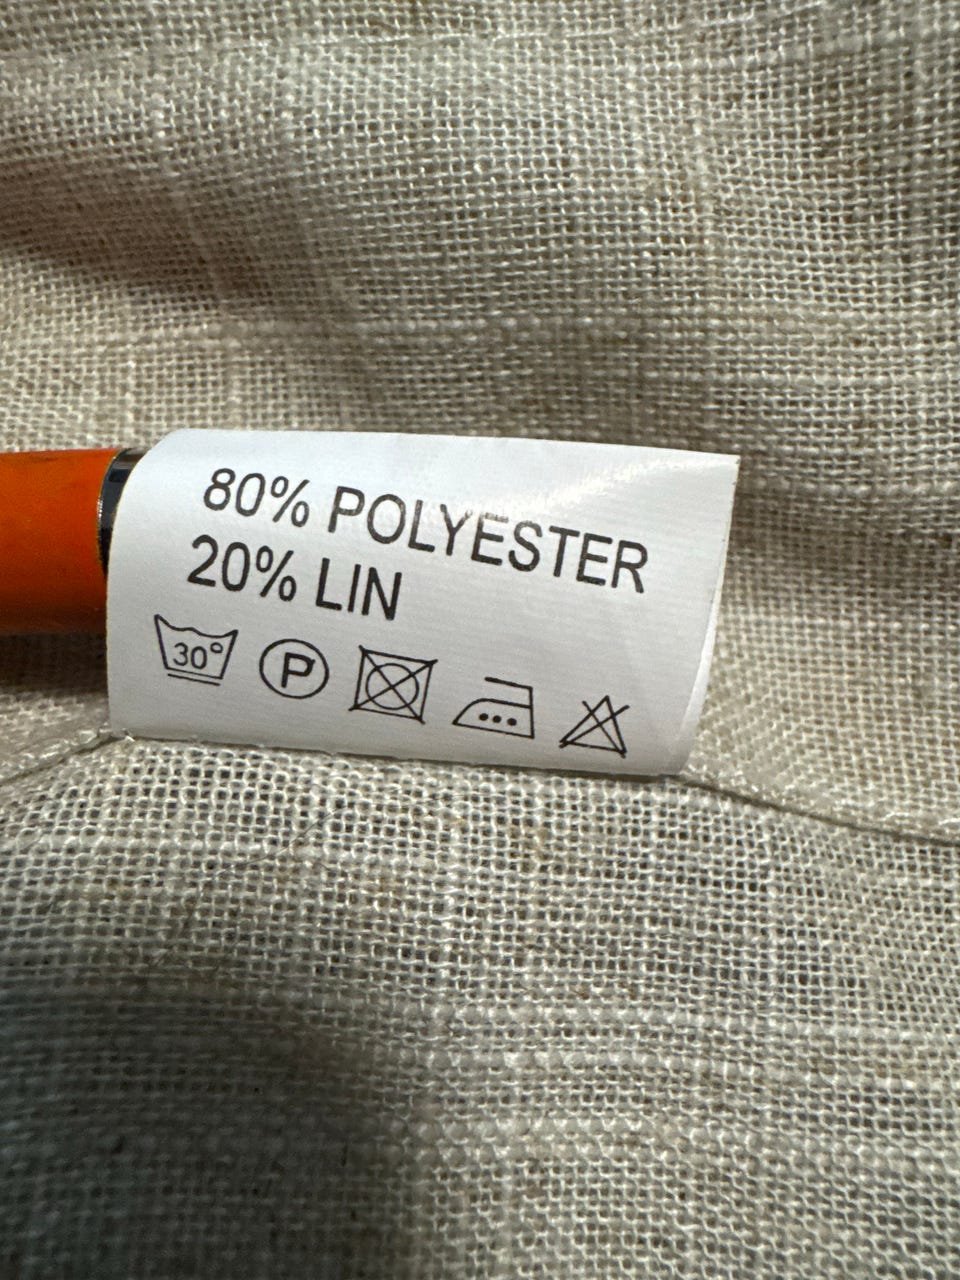 80% POLYESTER
20% LIN
30° P